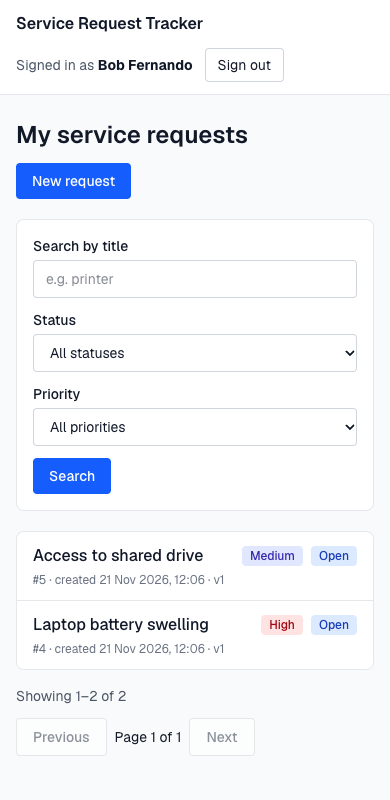 Service Request Tracker
Signed in as Bob Fernando Sign out
My service requests
New request
Search by title
e.g. printer
Status
All statuses
Priority
All priorities
Search
Access to shared drive Medium Open
#5 · created 21 Nov 2026, 12:06 · v1
Laptop battery swelling High Open
#4 · created 21 Nov 2026, 12:06 · v1
Showing 1–2 of 2
Previous Page 1 of 1 Next